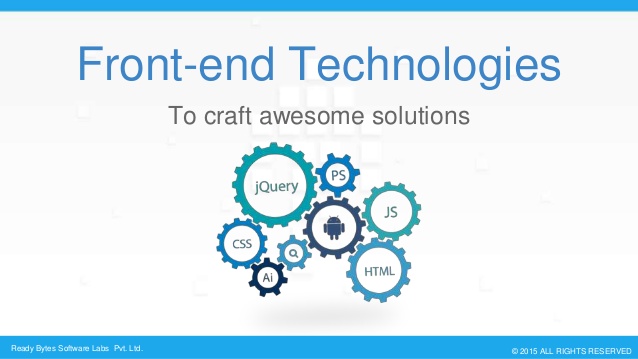 Front-end Technologies
To craft awesome solutions
jQuery
PS
JS
CSS
Ai
HTML
Ready Bytes Software Labs Pvt. Ltd.
© 2015 ALL RIGHTS RESERVED